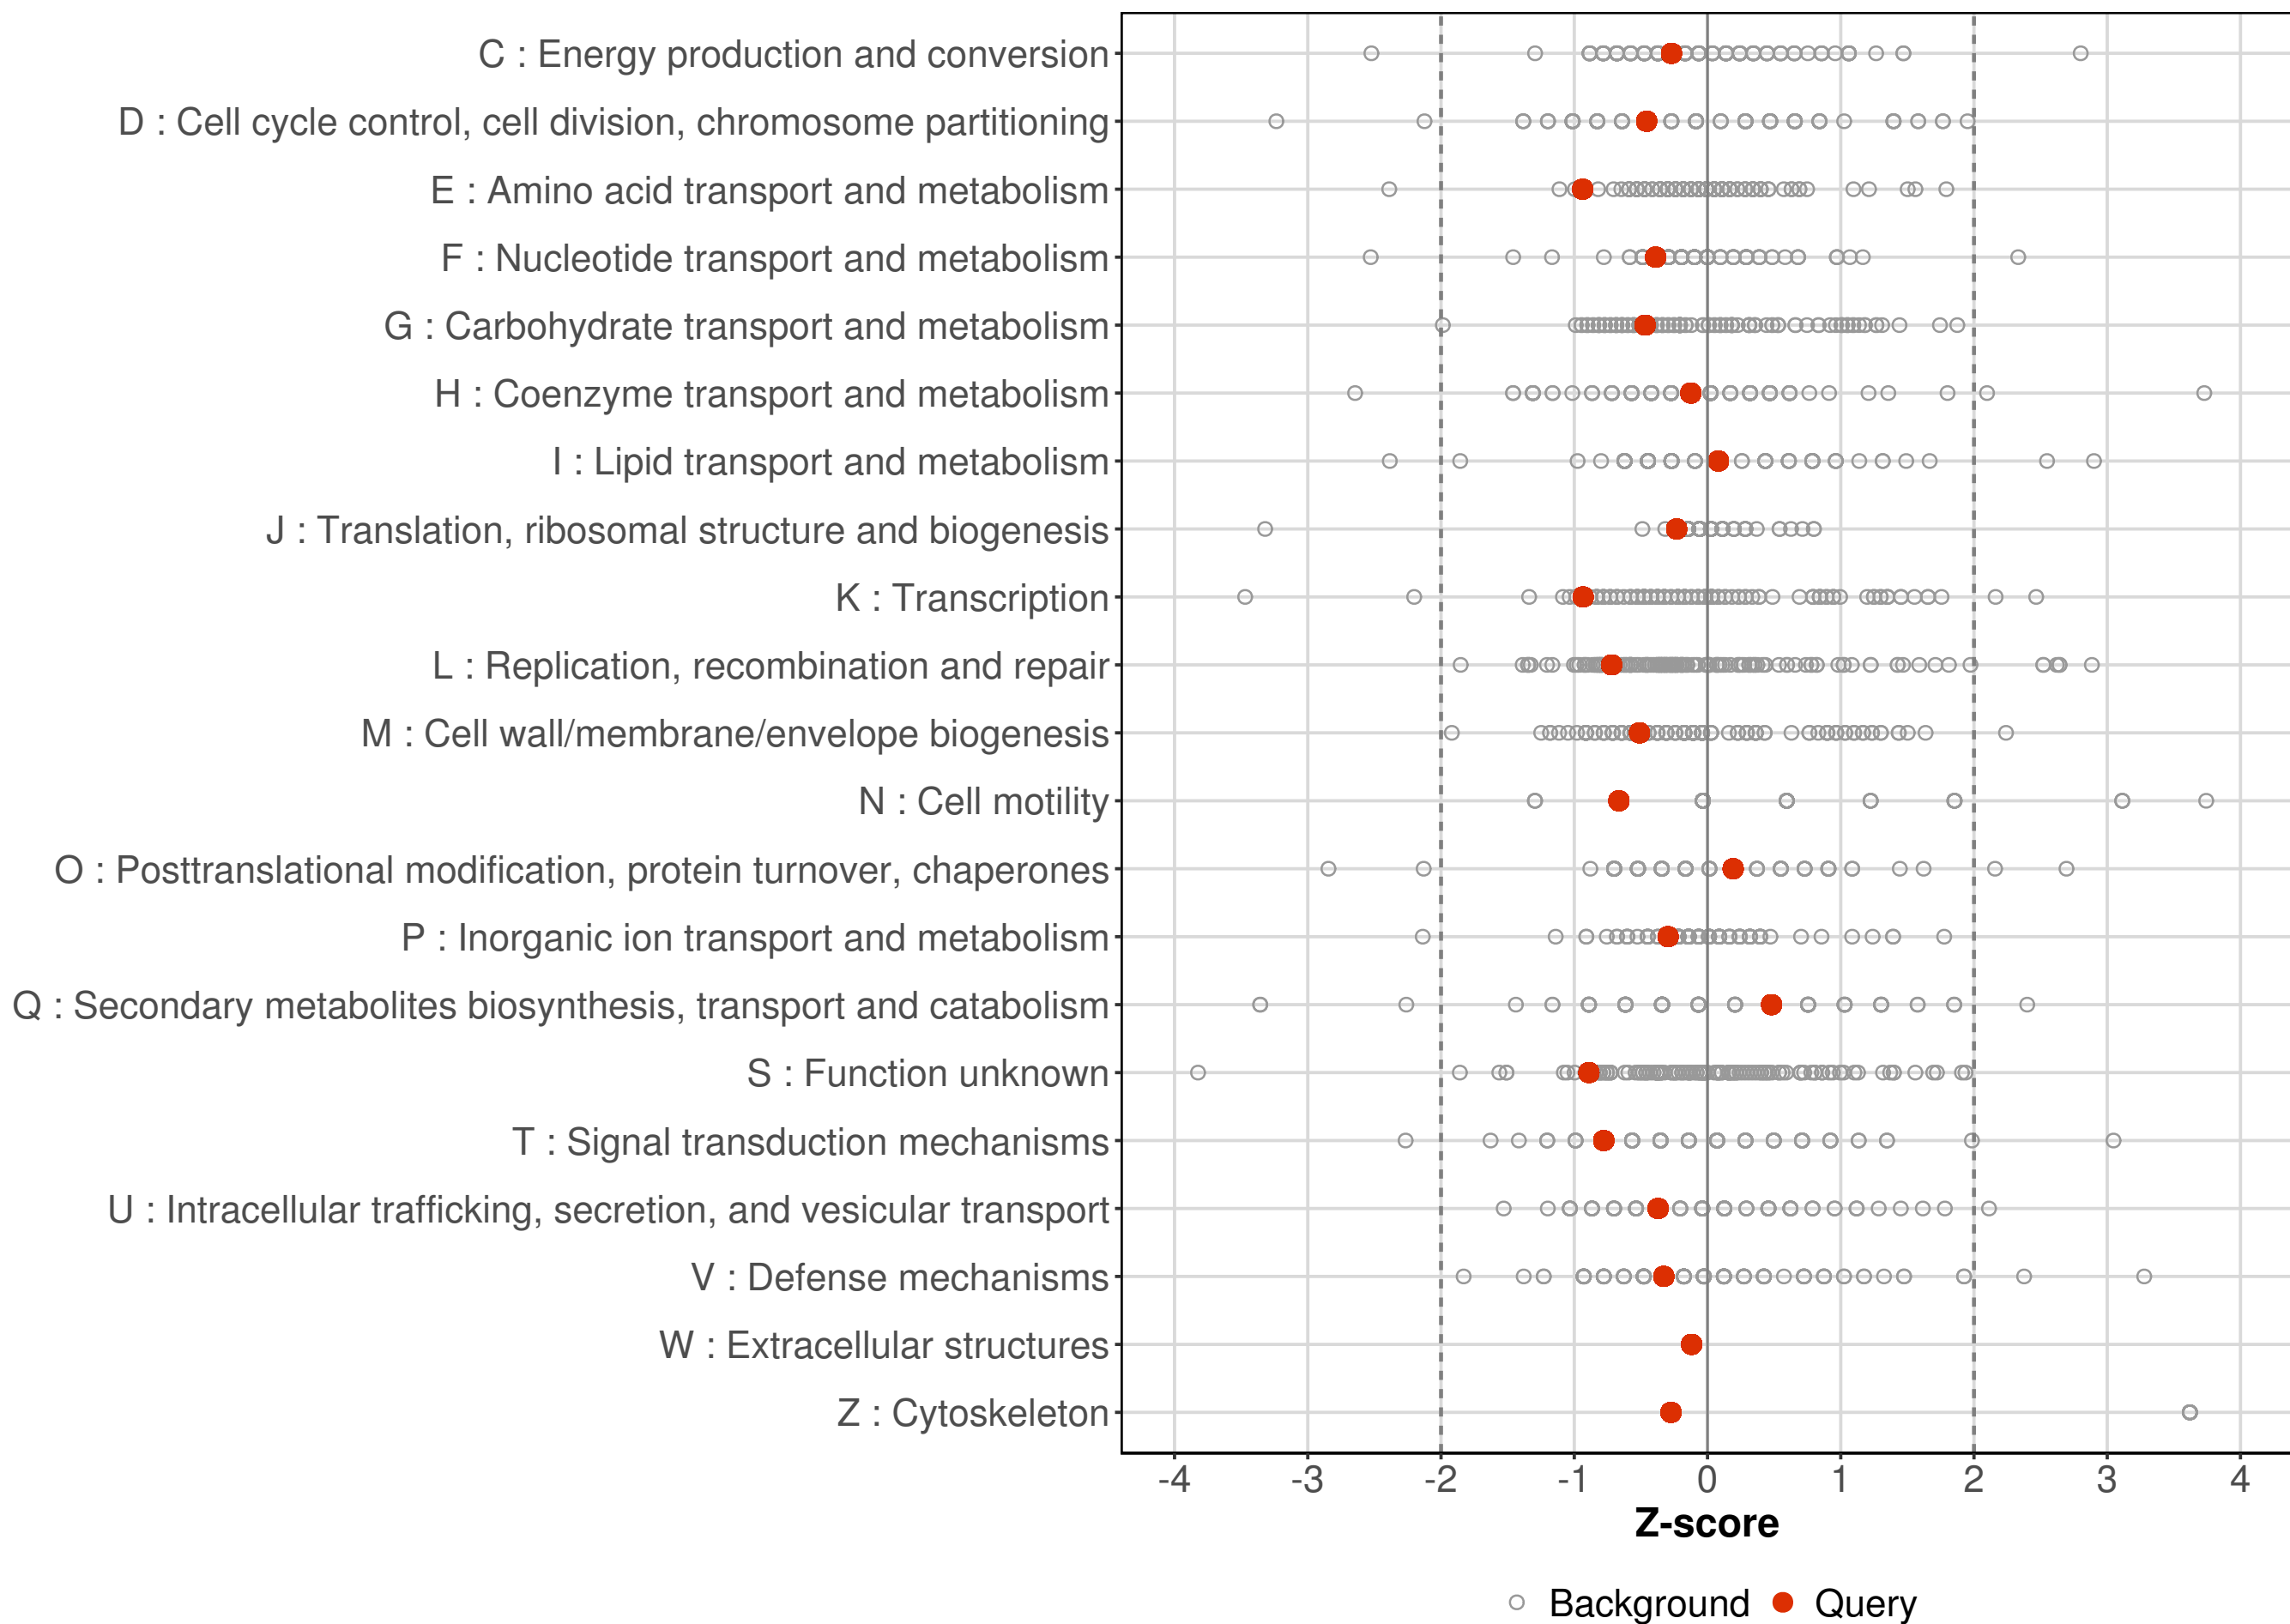 C : Energy production and conversion
D : Cell cycle control, cell division, chromosome partitioning
E : Amino acid transport and metabolism
F : Nucleotide transport and metabolism
G : Carbohydrate transport and metabolism
H : Coenzyme transport and metabolism
I : Lipid transport and metabolism
J : Translation, ribosomal structure and biogenesis
K : Transcription
L : Replication, recombination and repair
M : Cell wall/membrane/envelope biogenesis
N : Cell motility
O : Posttranslational modification, protein turnover, chaperones
P : Inorganic ion transport and metabolism
Q : Secondary metabolites biosynthesis, transport and catabolism
S : Function unknown
T : Signal transduction mechanisms
U : Intracellular trafficking, secretion, and vesicular transport
V : Defense mechanisms
W : Extracellular structures
Z : Cytoskeleton
-4 -3 -2 -1 0 1 2 3 4
Z-score
Background Query